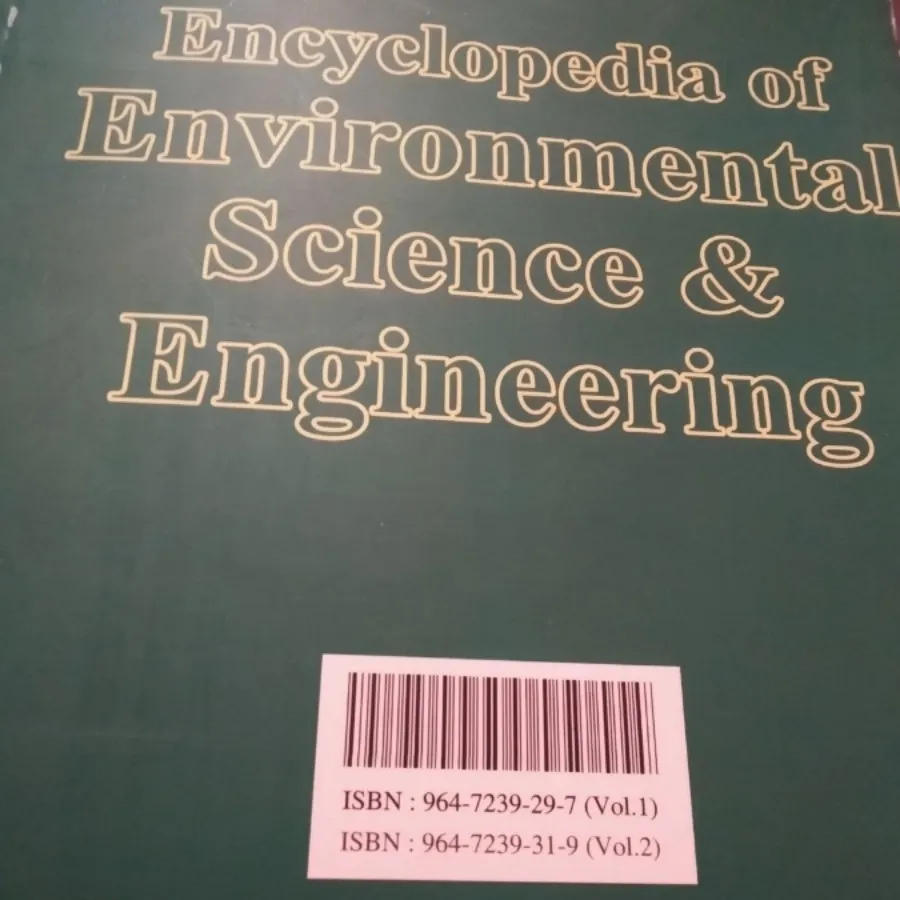 Encyclopedia of
Environmental
Science &
Engineering
ISBN : 964-7239-29-7 (Vol.1)
ISBN : 964-7239-31-9 (Vol.2)